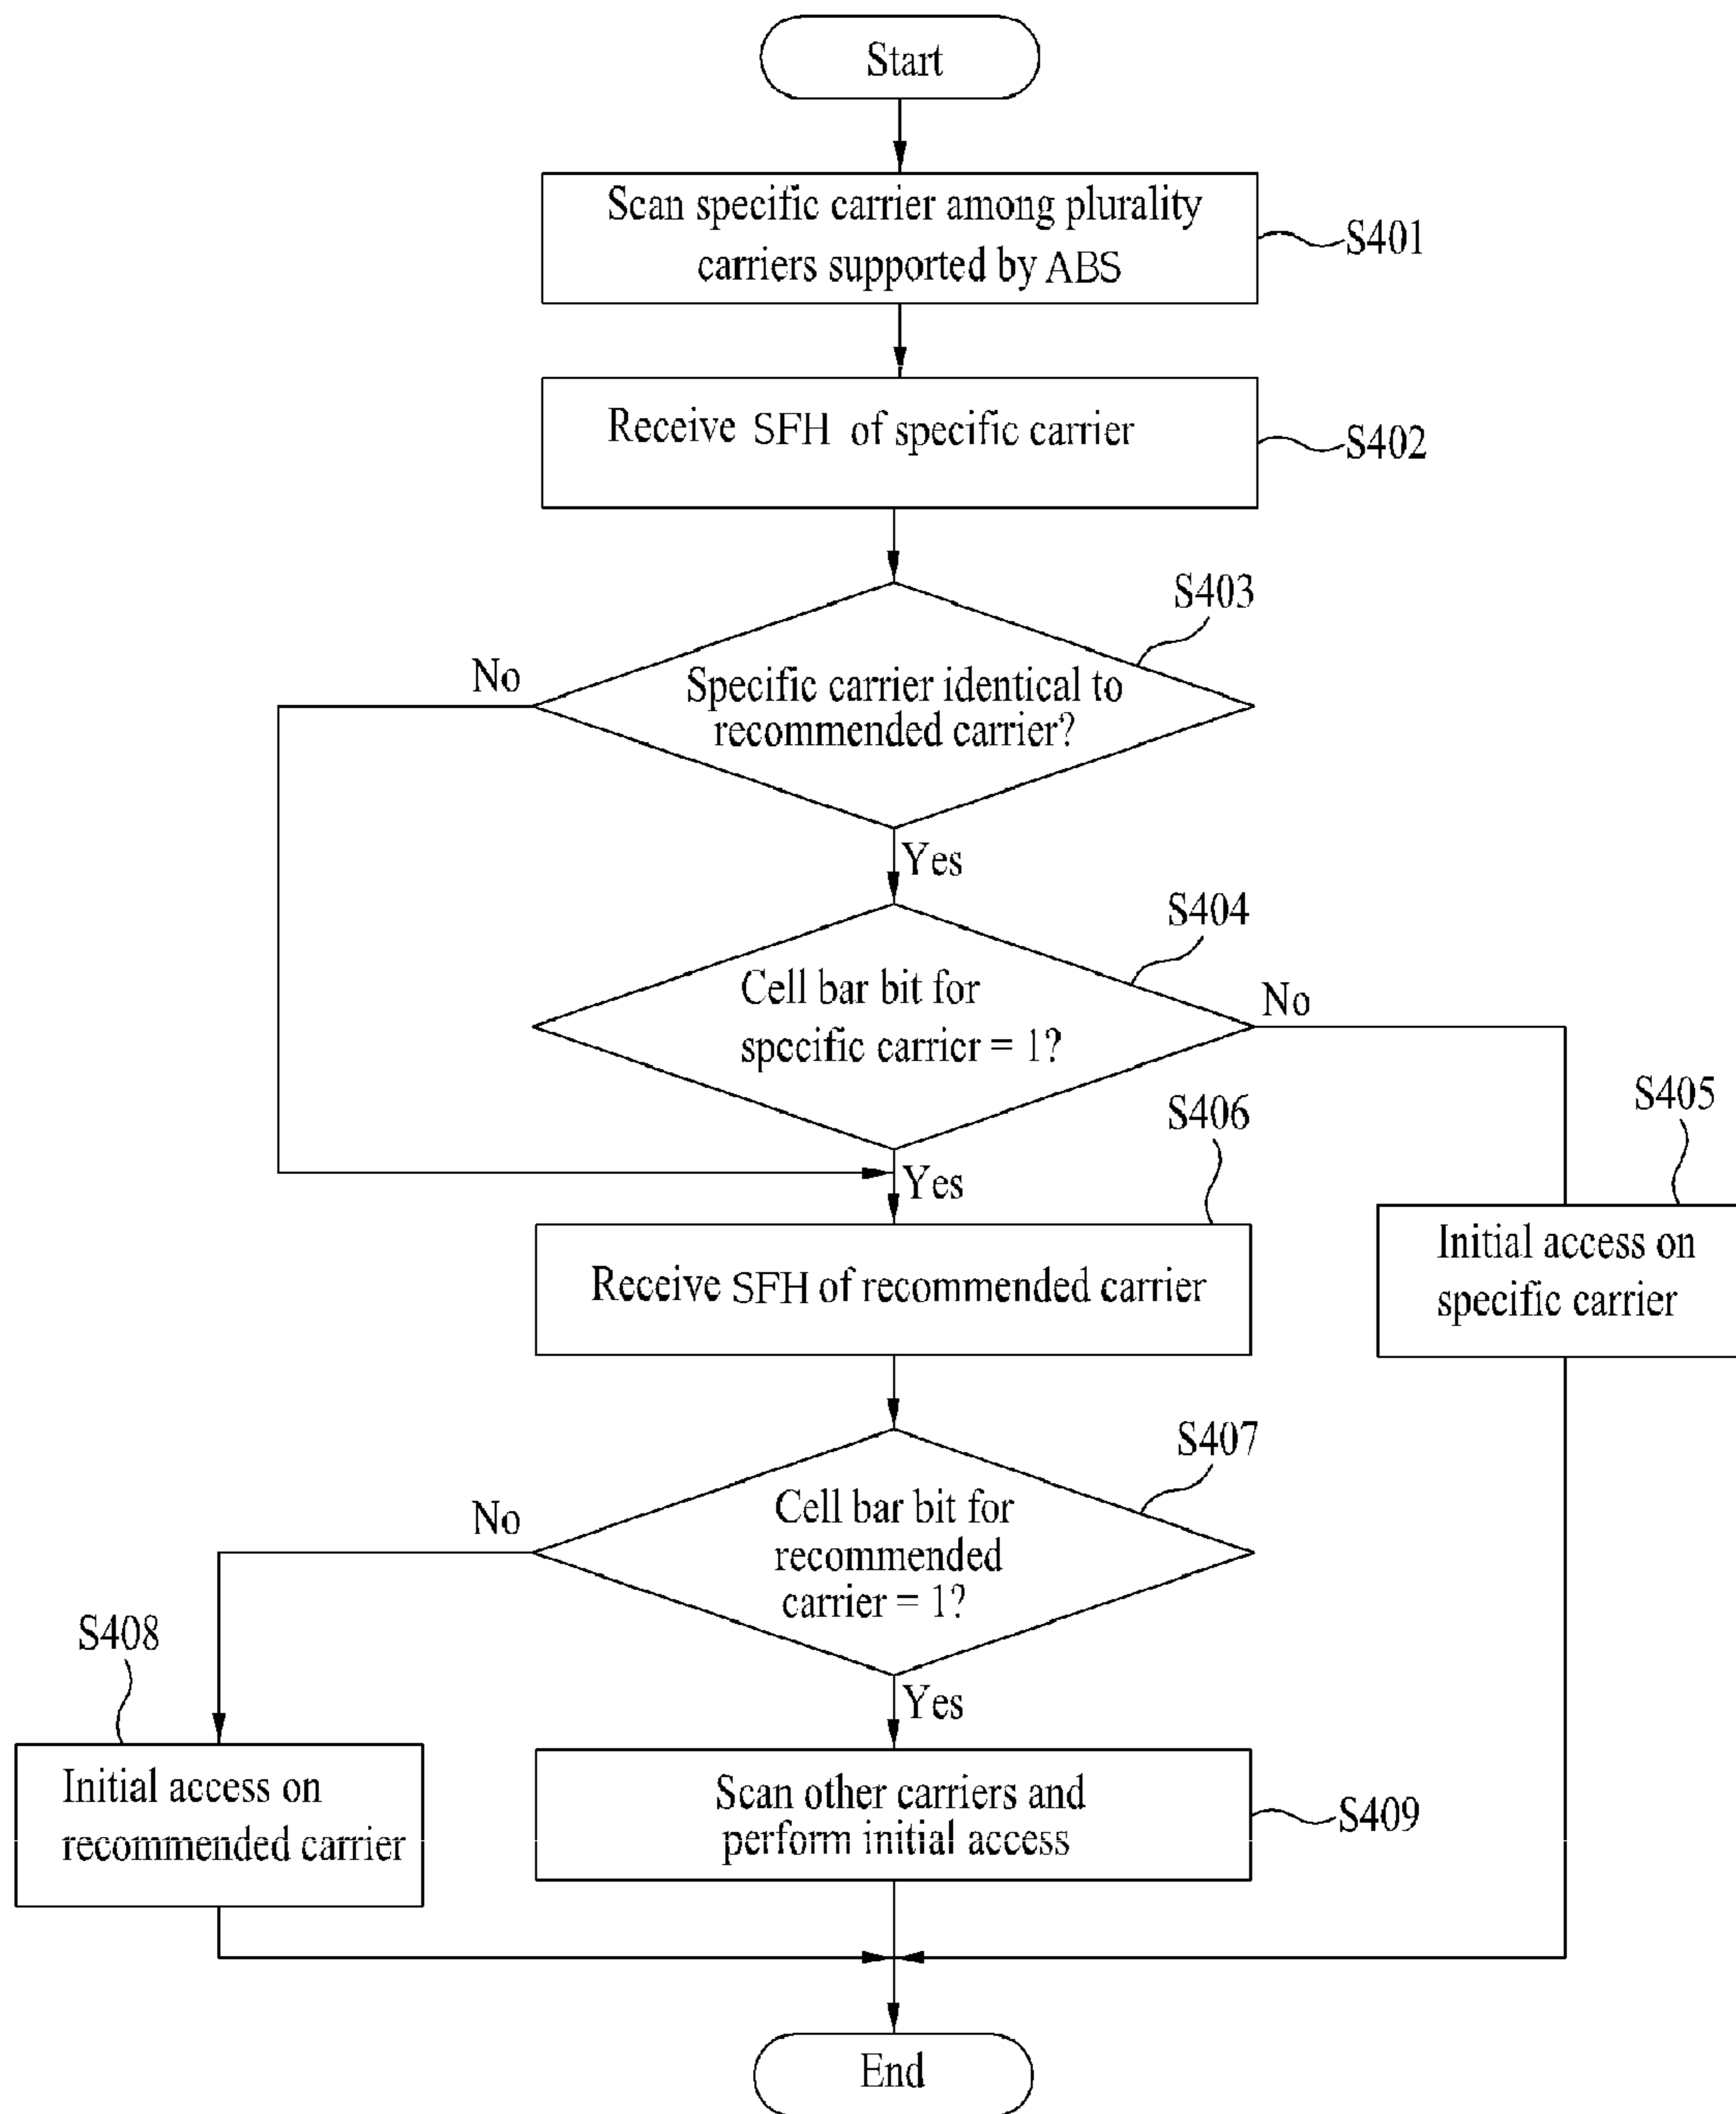 Start
Scan specific carrier among plurality
carriers supported by ABS
S401
Receive SFH of specific carrier
S402
S403
No
Specific carrier identical to
recommended carrier?
Yes
S404
Cell bar bit for
specific carrier = 1?
No
S405
S406
Yes
Initial access on
specific carrier
Receive SFH of recommended carrier
S407
No
Cell bar bit for
recommended
carrier = 1?
S408
Yes
Initial access on
recommended carrier
Scan other carriers and
perform initial access
S409
End